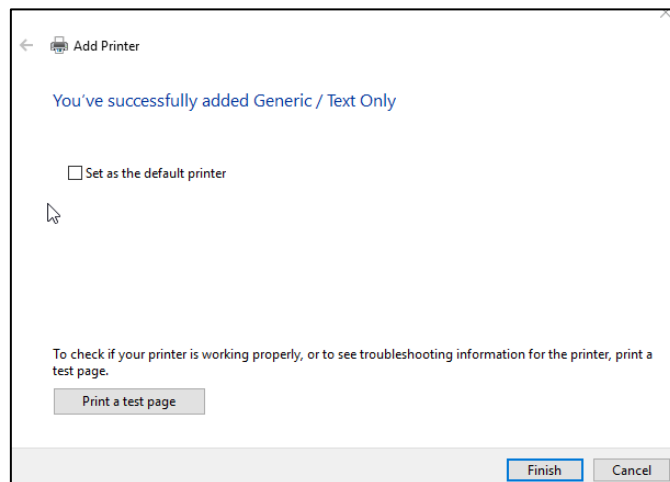 Add Printer
You've successfully added Generic / Text Only
Set as the default printer
To check if your printer is working properly, or to see troubleshooting information for the printer, print a
test page.
Print a test page
Finish
Cancel